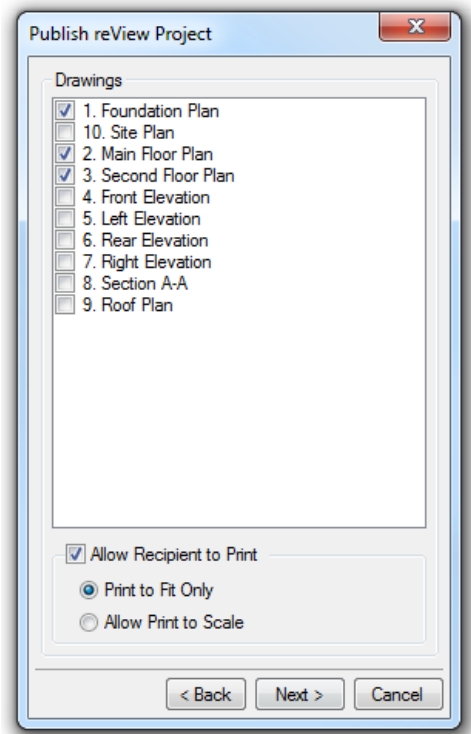 Publish reView Project
Drawings
1. Foundation Plan
10. Site Plan
2. Main Floor Plan
3. Second Floor Plan
4. Front Elevation
5. Left Elevation
6. Rear Elevation
7. Right Elevation
8. Section A-A
9. Roof Plan
Allow Recipient to Print
Print to Fit Only
Allow Print to Scale
< Back Next > Cancel